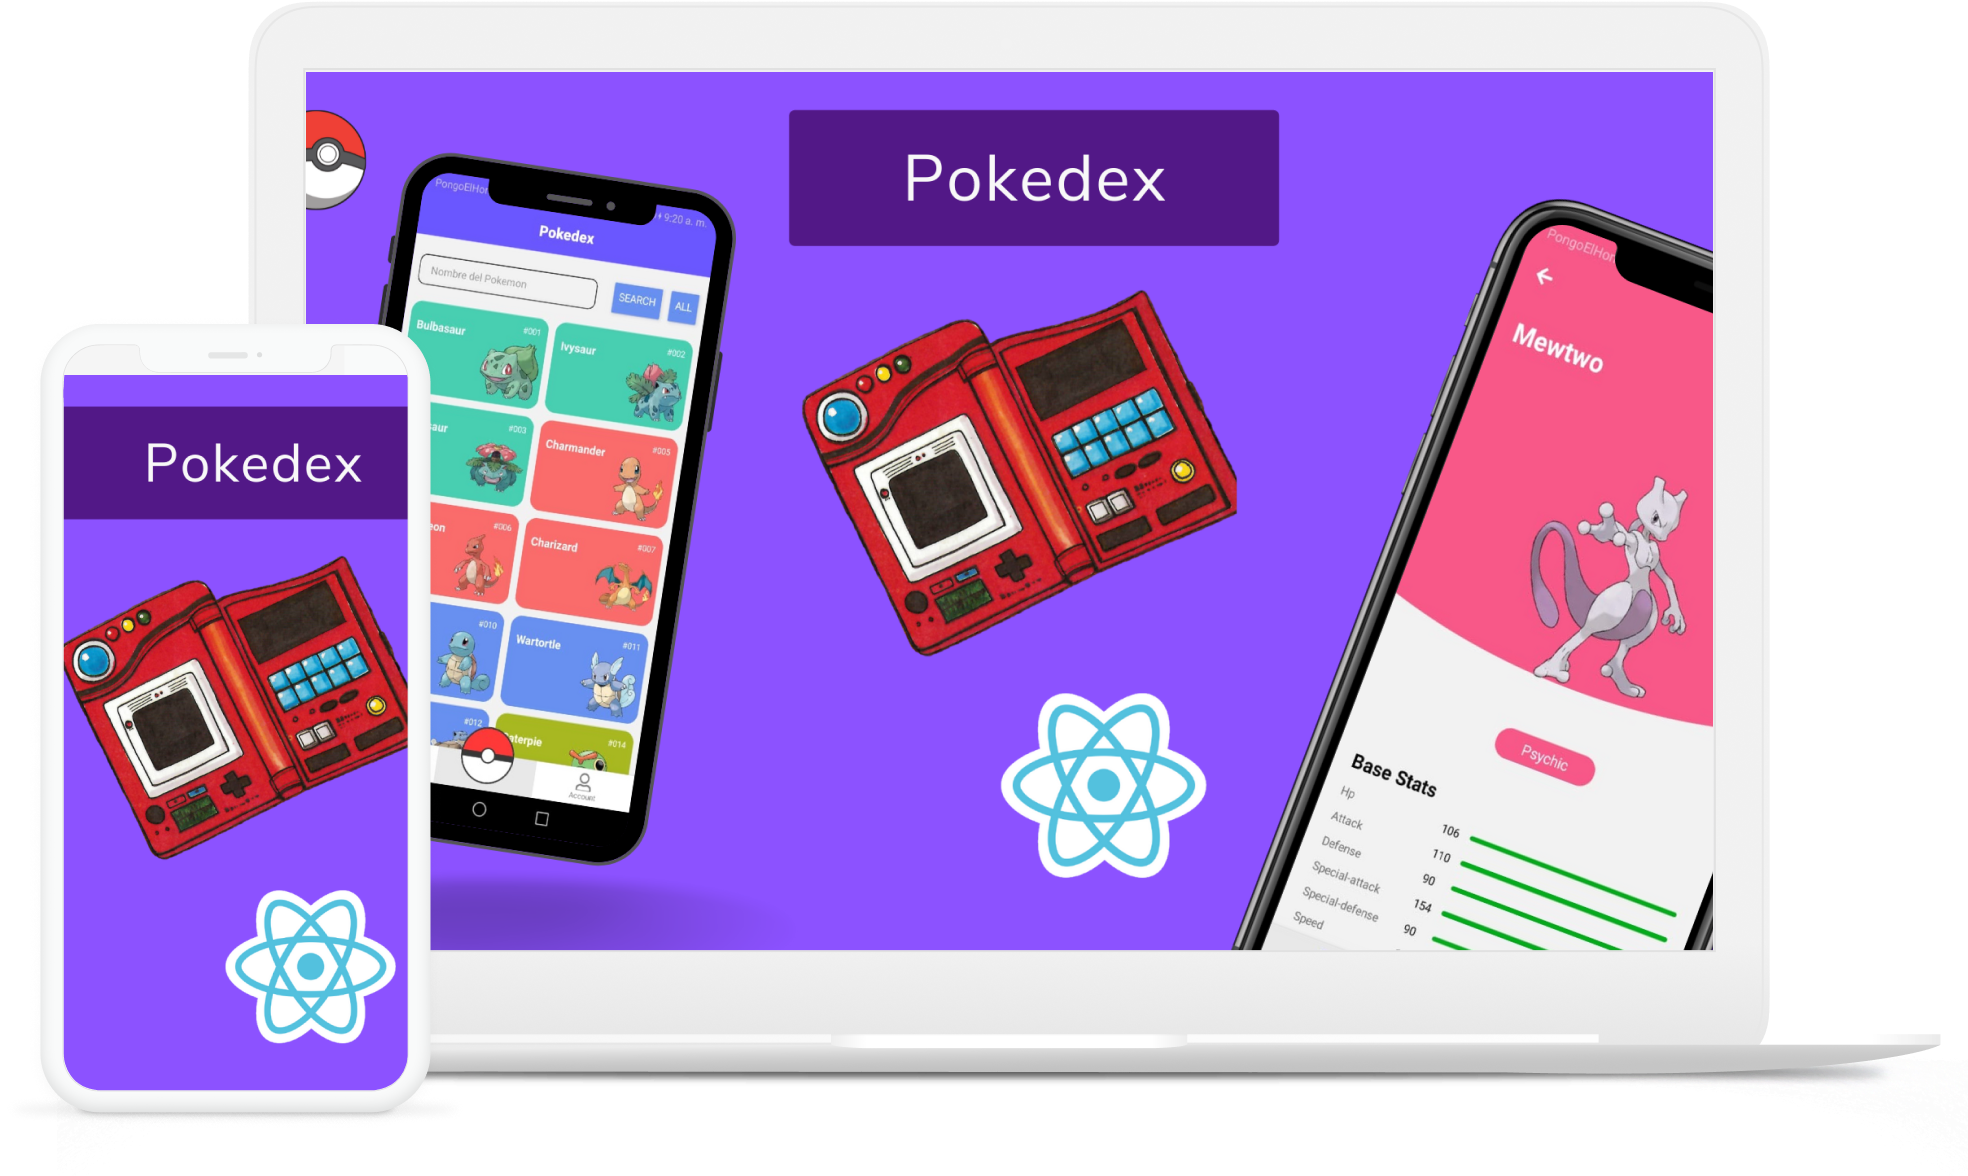 Pokedex
PongoElHor
9:20 a. m.
Pokedex
Nombre del Pokemon
SEARCH
ALL
Bulbasaur
#001
Ivysaur
#002
aur
#003
Charmander
#005
eon
#006
Charizard
#007
#010
Wartortle
#011
#012
aterpie
#014
Account
PongoElHor
Mewtwo
Psychic
Base Stats
Hp
106
Attack
110
Defense
90
Special-attack
154
Special-defense
90
Speed
Pokedex